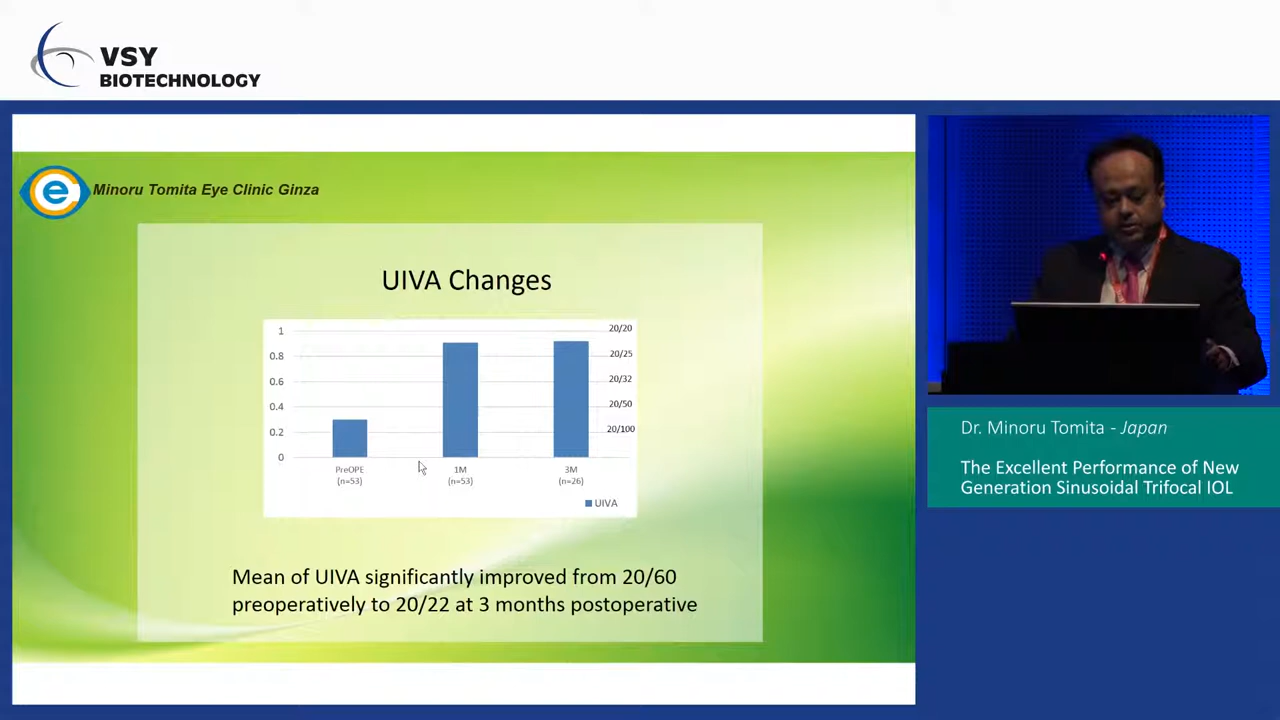 VSY
BIOTECHNOLOGY
e
Minoru Tomita Eye Clinic Ginza
UIVA Changes
1
0.8
0.6
0.4
0.2
0
20/20
20/25
20/32
20/50
20/100
PreOPE
(n=53)
1M
(n=53)
3M
(n=26)
UIVA
Mean of UIVA significantly improved from 20/60
preoperatively to 20/22 at 3 months postoperative
Dr. Minoru Tomita - Japan
The Excellent Performance of New
Generation Sinusoidal Trifocal IOL